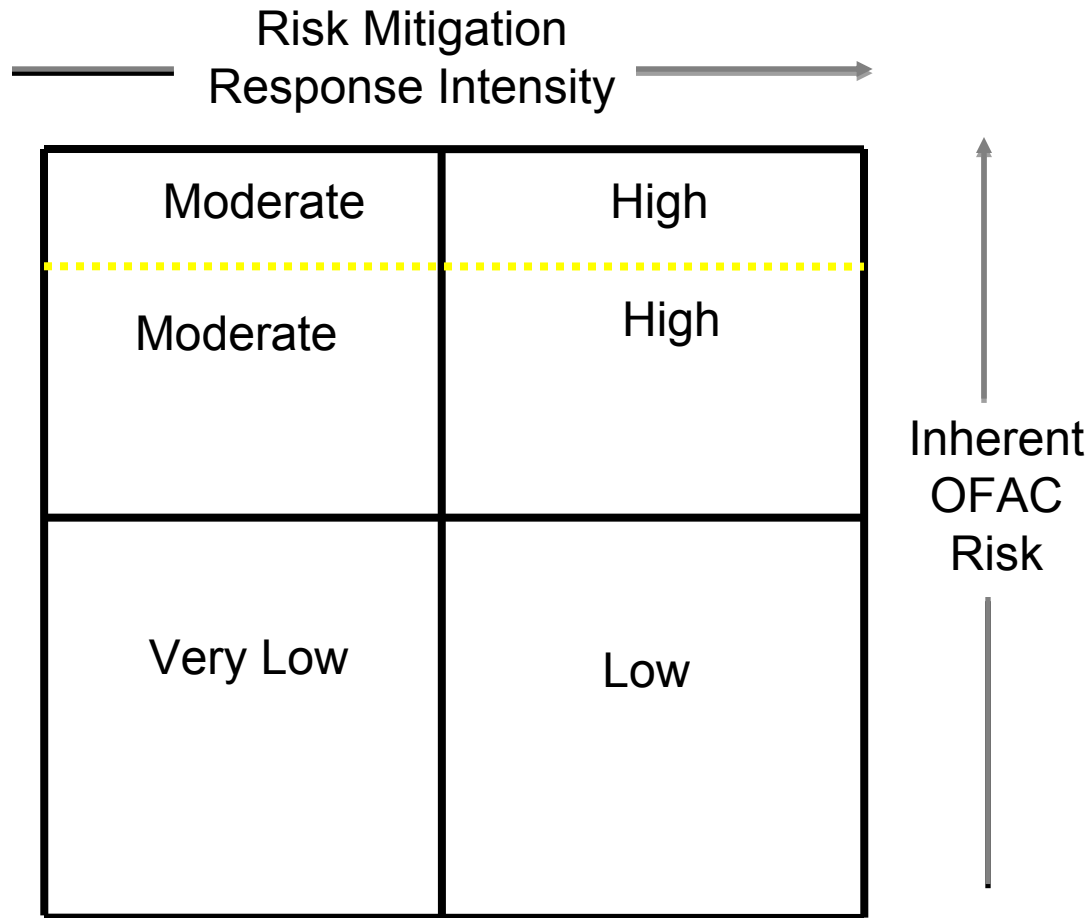 Risk Mitigation
Response Intensity
Moderate
High
Moderate
High
Inherent
OFAC
Risk
Very Low
Low